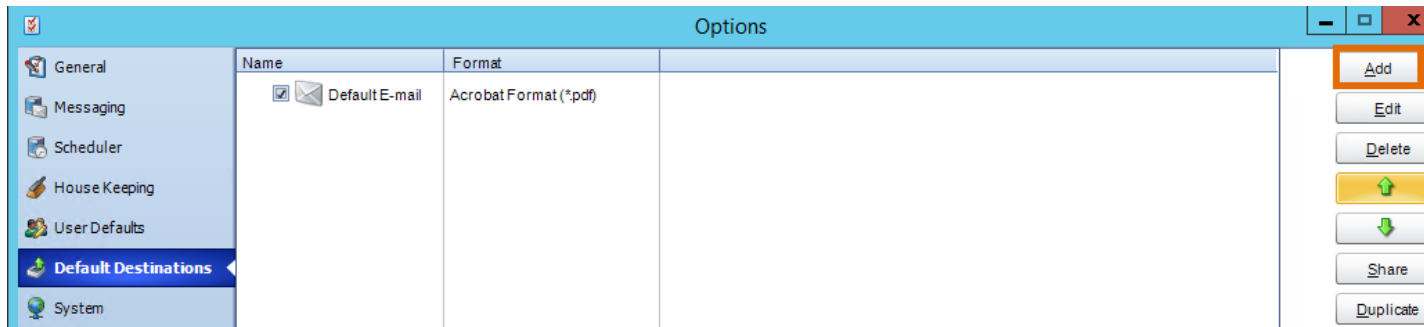 Options
X
General
Messaging
Scheduler
House Keeping
User Defaults
Default Destinations
System
Name Format
Default E-mail Acrobat Format (*.pdf)
Add
Edit
Delete
Share
Duplicate